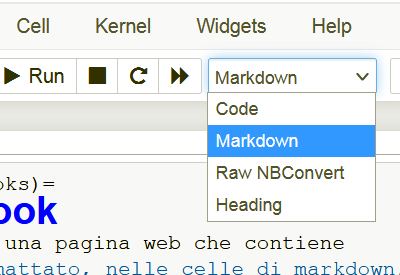 Cell Kernel Widgets Help
Run Markdown
Code
Markdown
Raw NBConvert
Heading
oks)=
ook
una pagina web che contiene
mattato, nelle celle di markdown.